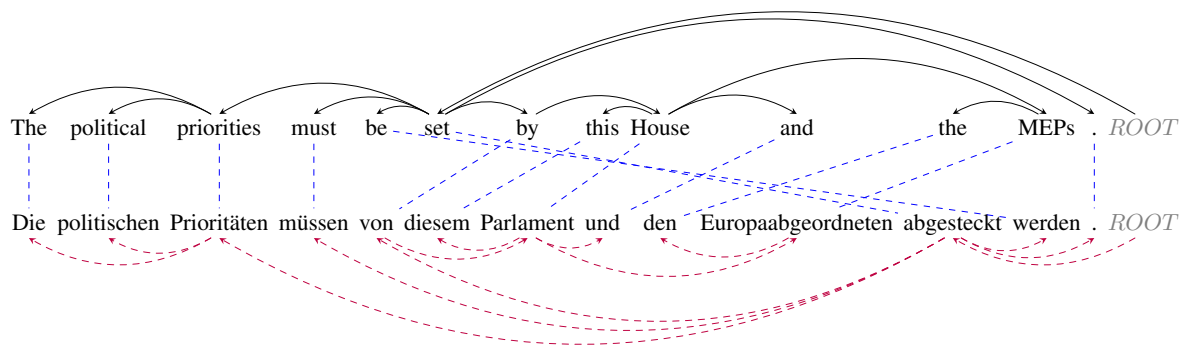 The political priorities must be set by this House and the MEPs . ROOT
Die politischen Prioritäten müssen von diesem Parlament und den Europaabgeordneten abgesteckt werden . ROOT